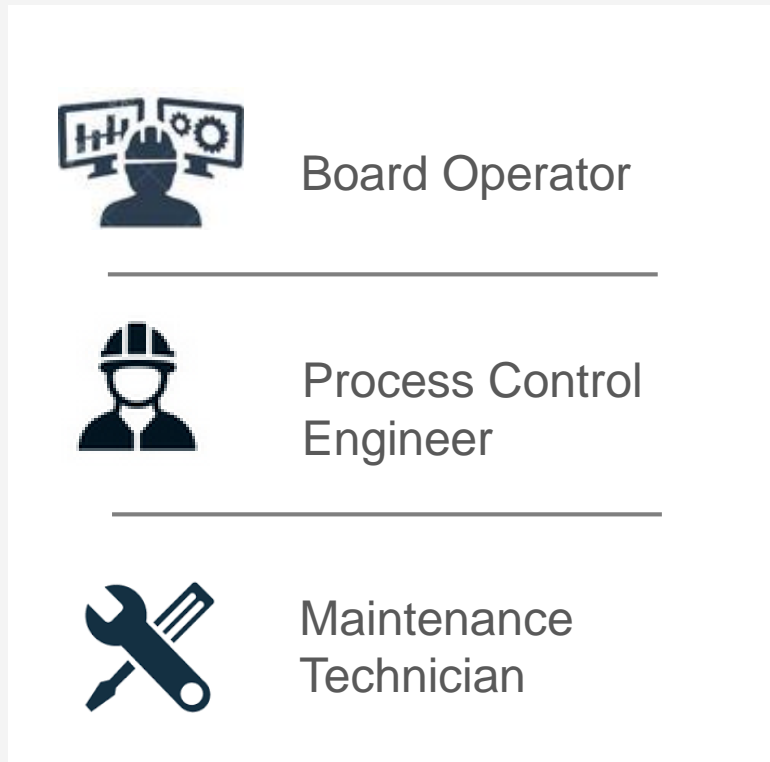 Board Operator
Process Control
Engineer
Maintenance
Technician